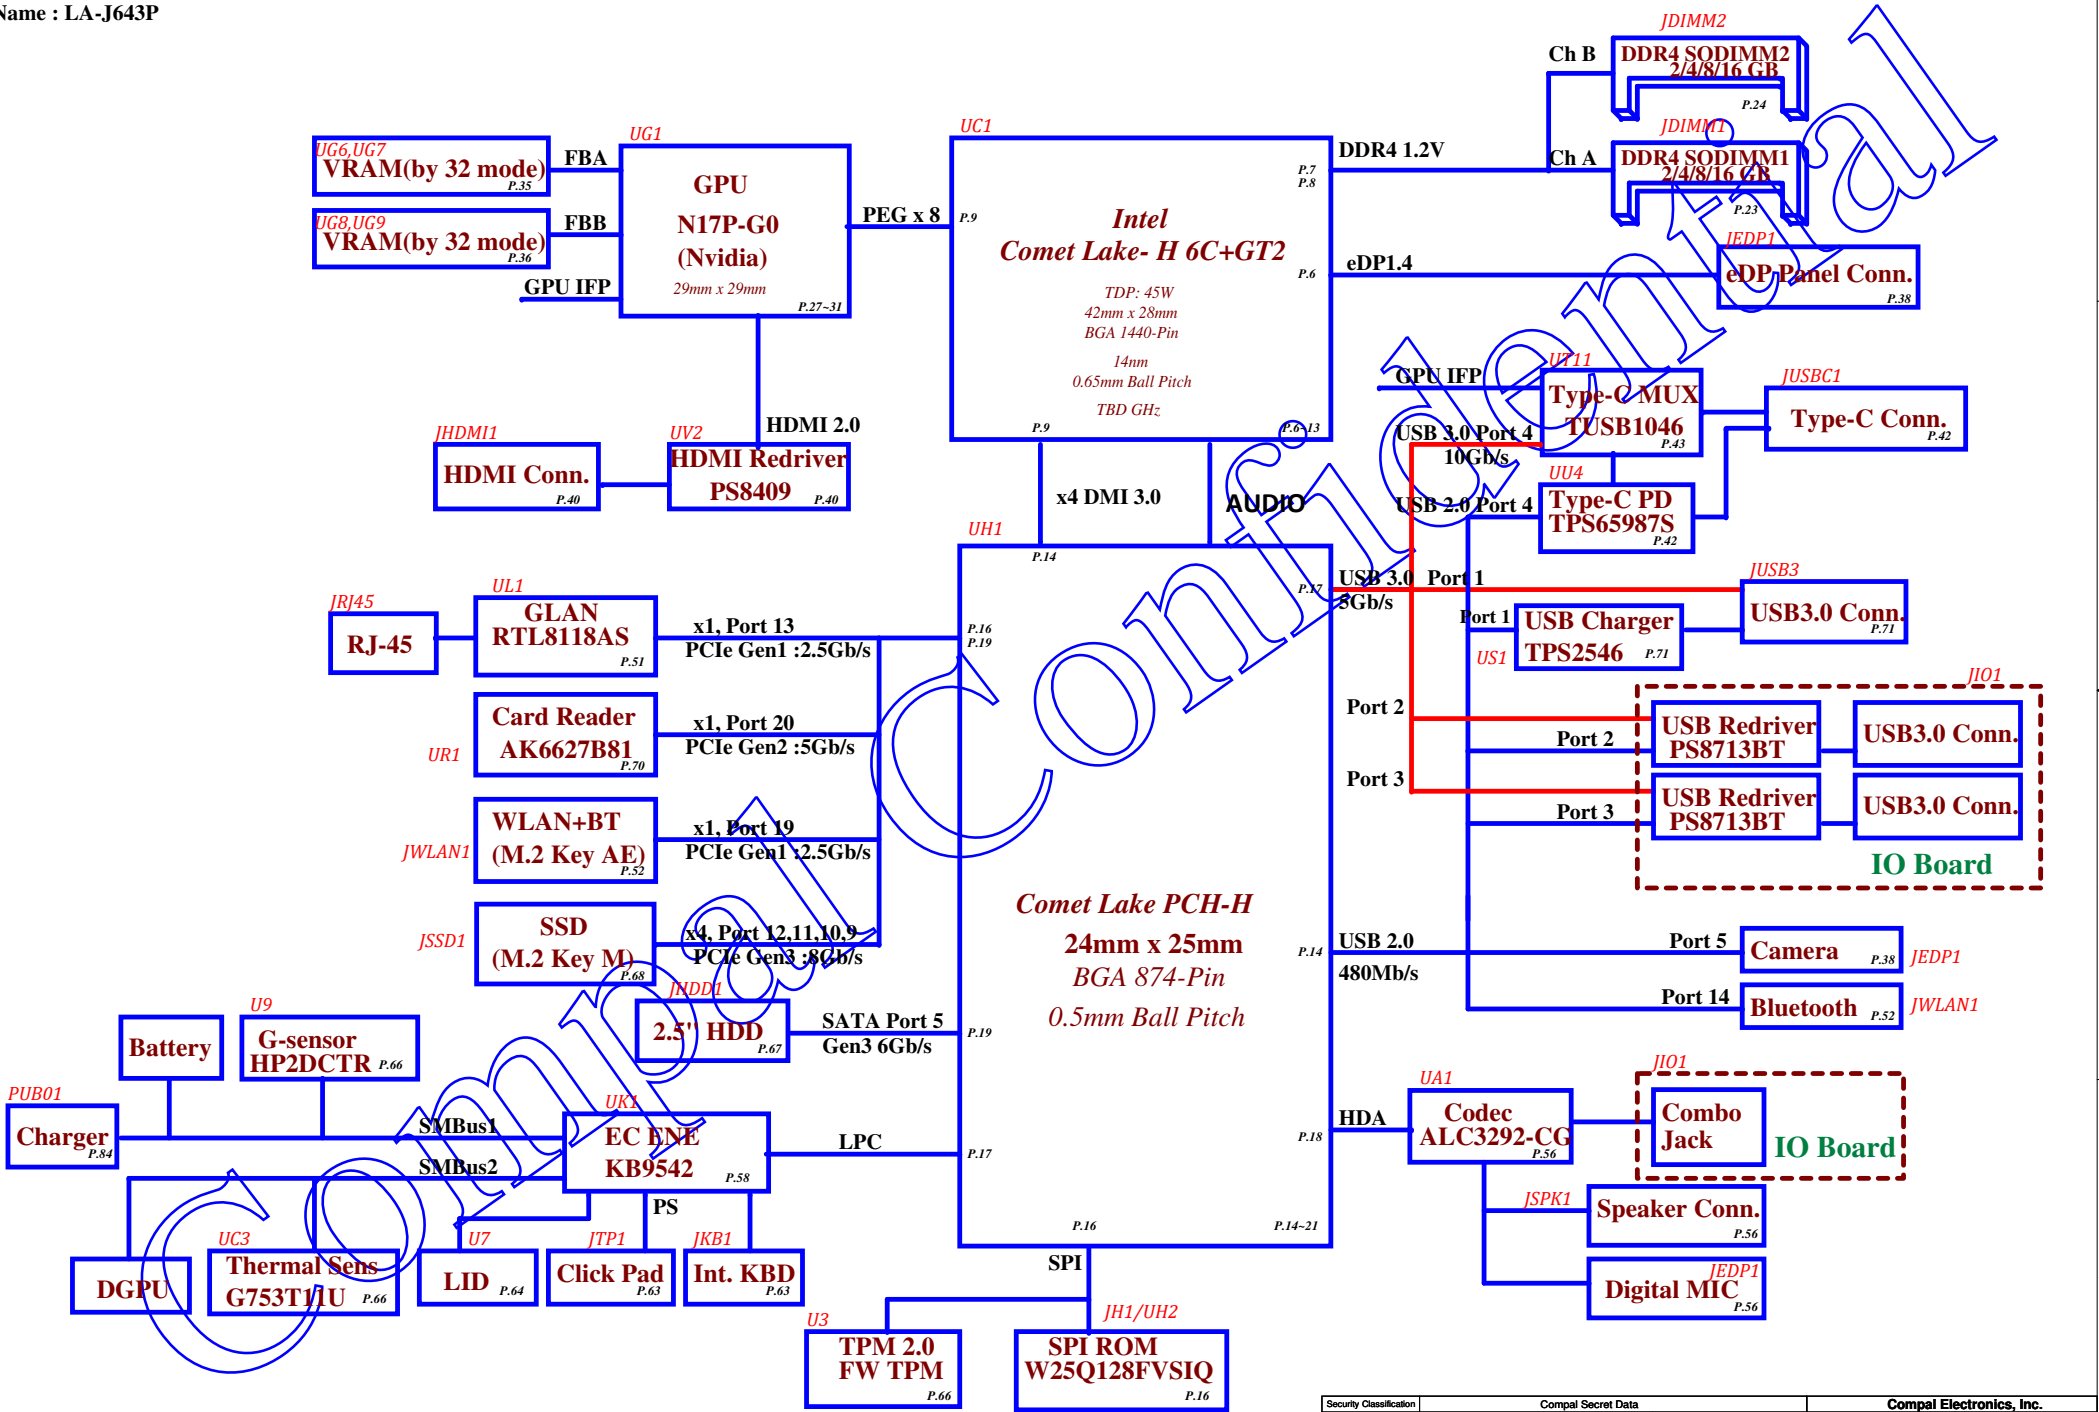 Name : LA-J643P
JDIMM2
Ch B
DDR4 SODIMM2
2/4/8/16 GB
P.24
JDIMM1
DDR4 1.2V
Ch A
DDR4 SODIMM1
2/4/8/16 GB
P.23
UG6,UG7
VRAM(by 32 mode)
P.35
FBA
UG8,UG9
VRAM(by 32 mode)
P.36
FBB
GPU IFP
UG1
GPU
N17P-G0
(Nvidia)
29mm x 29mm
P.27~31
PEG x 8
UC1
P.9
P.7
P.8
Intel
Comet Lake- H 6C+GT2
P.6
TDP: 45W
42mm x 28mm
BGA 1440-Pin
14nm
0.65mm Ball Pitch
TBD GHz
P.9
P.6~13
eDP1.4
JEDP1
eDP Panel Conn.
P.38
GPU IFP
UT11
Type-C MUX
TUSB1046
P.43
JUSBC1
Type-C Conn.
P.42
USB 3.0 Port 4
10Gb/s
UU4
USB 2.0 Port 4
Type-C PD
TPS65987S
P.42
HDMI 2.0
JHDMI1
HDMI Conn.
P.40
UV2
HDMI Redriver
PS8409
P.40
x4 DMI 3.0
AUDIO
UH1
P.14
P.17
USB 3.0 Port 1
5Gb/s
JUSB3
USB3.0 Conn.
P.71
Port 1
USB Charger
TPS2546
P.71
US1
JRJ45
RJ-45
UL1
GLAN
RTL8118AS
P.51
x1, Port 13
PCIe Gen1 :2.5Gb/s
P.16
P.19
UR1
Card Reader
AK6627B81
P.70
x1, Port 20
PCIe Gen2 :5Gb/s
JIO1
Port 2
Port 2
USB Redriver
PS8713BT
USB3.0 Conn.
Port 3
Port 3
USB Redriver
PS8713BT
USB3.0 Conn.
IO Board
JWLAN1
WLAN+BT
(M.2 Key AE)
P.52
x1, Port 19
PCIe Gen1 :2.5Gb/s
JSSD1
SSD
(M.2 Key M)
P.68
x4, Port 12,11,10,9
PCIe Gen3 :8Gb/s
Comet Lake PCH-H
24mm x 25mm
BGA 874-Pin
0.5mm Ball Pitch
P.14
USB 2.0
480Mb/s
Port 5
Camera
P.38
JEDP1
Port 14
Bluetooth
P.52
JWLAN1
JHDD1
2.5" HDD
P.67
SATA Port 5
Gen3 6Gb/s
P.19
Battery
U9
G-sensor
HP2DCTR
P.66
PUB01
Charger
P.84
SMBus1
SMBus2
UK1
EC ENE
KB9542
P.58
LPC
P.17
P.18
HDA
UA1
Codec
ALC3292-CG
P.56
JIO1
Combo
Jack
IO Board
JSPK1
Speaker Conn.
P.56
JEDP1
Digital MIC
P.56
DGPU
UC3
Thermal Sens
G753T11U
P.66
U7
LID
P.64
PS
JTP1
Click Pad
P.63
JKB1
Int. KBD
P.63
P.16
P.14~21
SPI
U3
TPM 2.0
FW TPM
P.66
JH1/UH2
SPI ROM
W25Q128FVSIQ
P.16
Compal Confidential
Security Classification
Compal Secret Data
Compal Electronics, Inc.